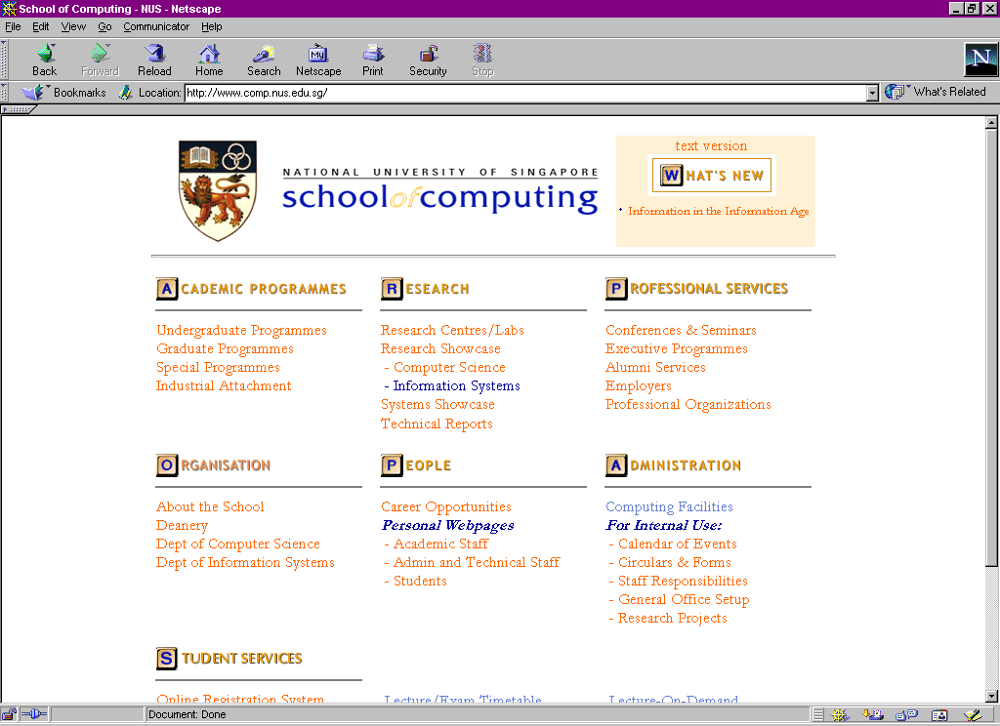 School of Computing - NUS - Netscape
File Edit View Go Communicator Help
Back Forward Reload Home Search Netscape Print Security Stop
My
N
Bookmarks Location: http://www.comp.nus.edu.sg/ What's Related
NATIONAL UNIVERSITY OF SINGAPORE
schoolofcomputing
text version
WHAT'S NEW
Information in the Information Age
ACADEMIC PROGRAMMES
Undergraduate Programmes
Graduate Programmes
Special Programmes
Industrial Attachment
RESEARCH
Research Centres/Labs
Research Showcase
- Computer Science
- Information Systems
Systems Showcase
Technical Reports
PROFESSIONAL SERVICES
Conferences & Seminars
Executive Programmes
Alumni Services
Employers
Professional Organizations
ORGANISATION
About the School
Deanery
Dept of Computer Science
Dept of Information Systems
PEOPLE
Career Opportunities
Personal Webpages
- Academic Staff
- Admin and Technical Staff
- Students
ADMINISTRATION
Computing Facilities
For Internal Use:
- Calendar of Events
- Circulars & Forms
- Staff Responsibilities
- General Office Setup
- Research Projects
STUDENT SERVICES
Online Registration System
Lecture/Exam Timetable
Lecture-On-Demand
Document: Done